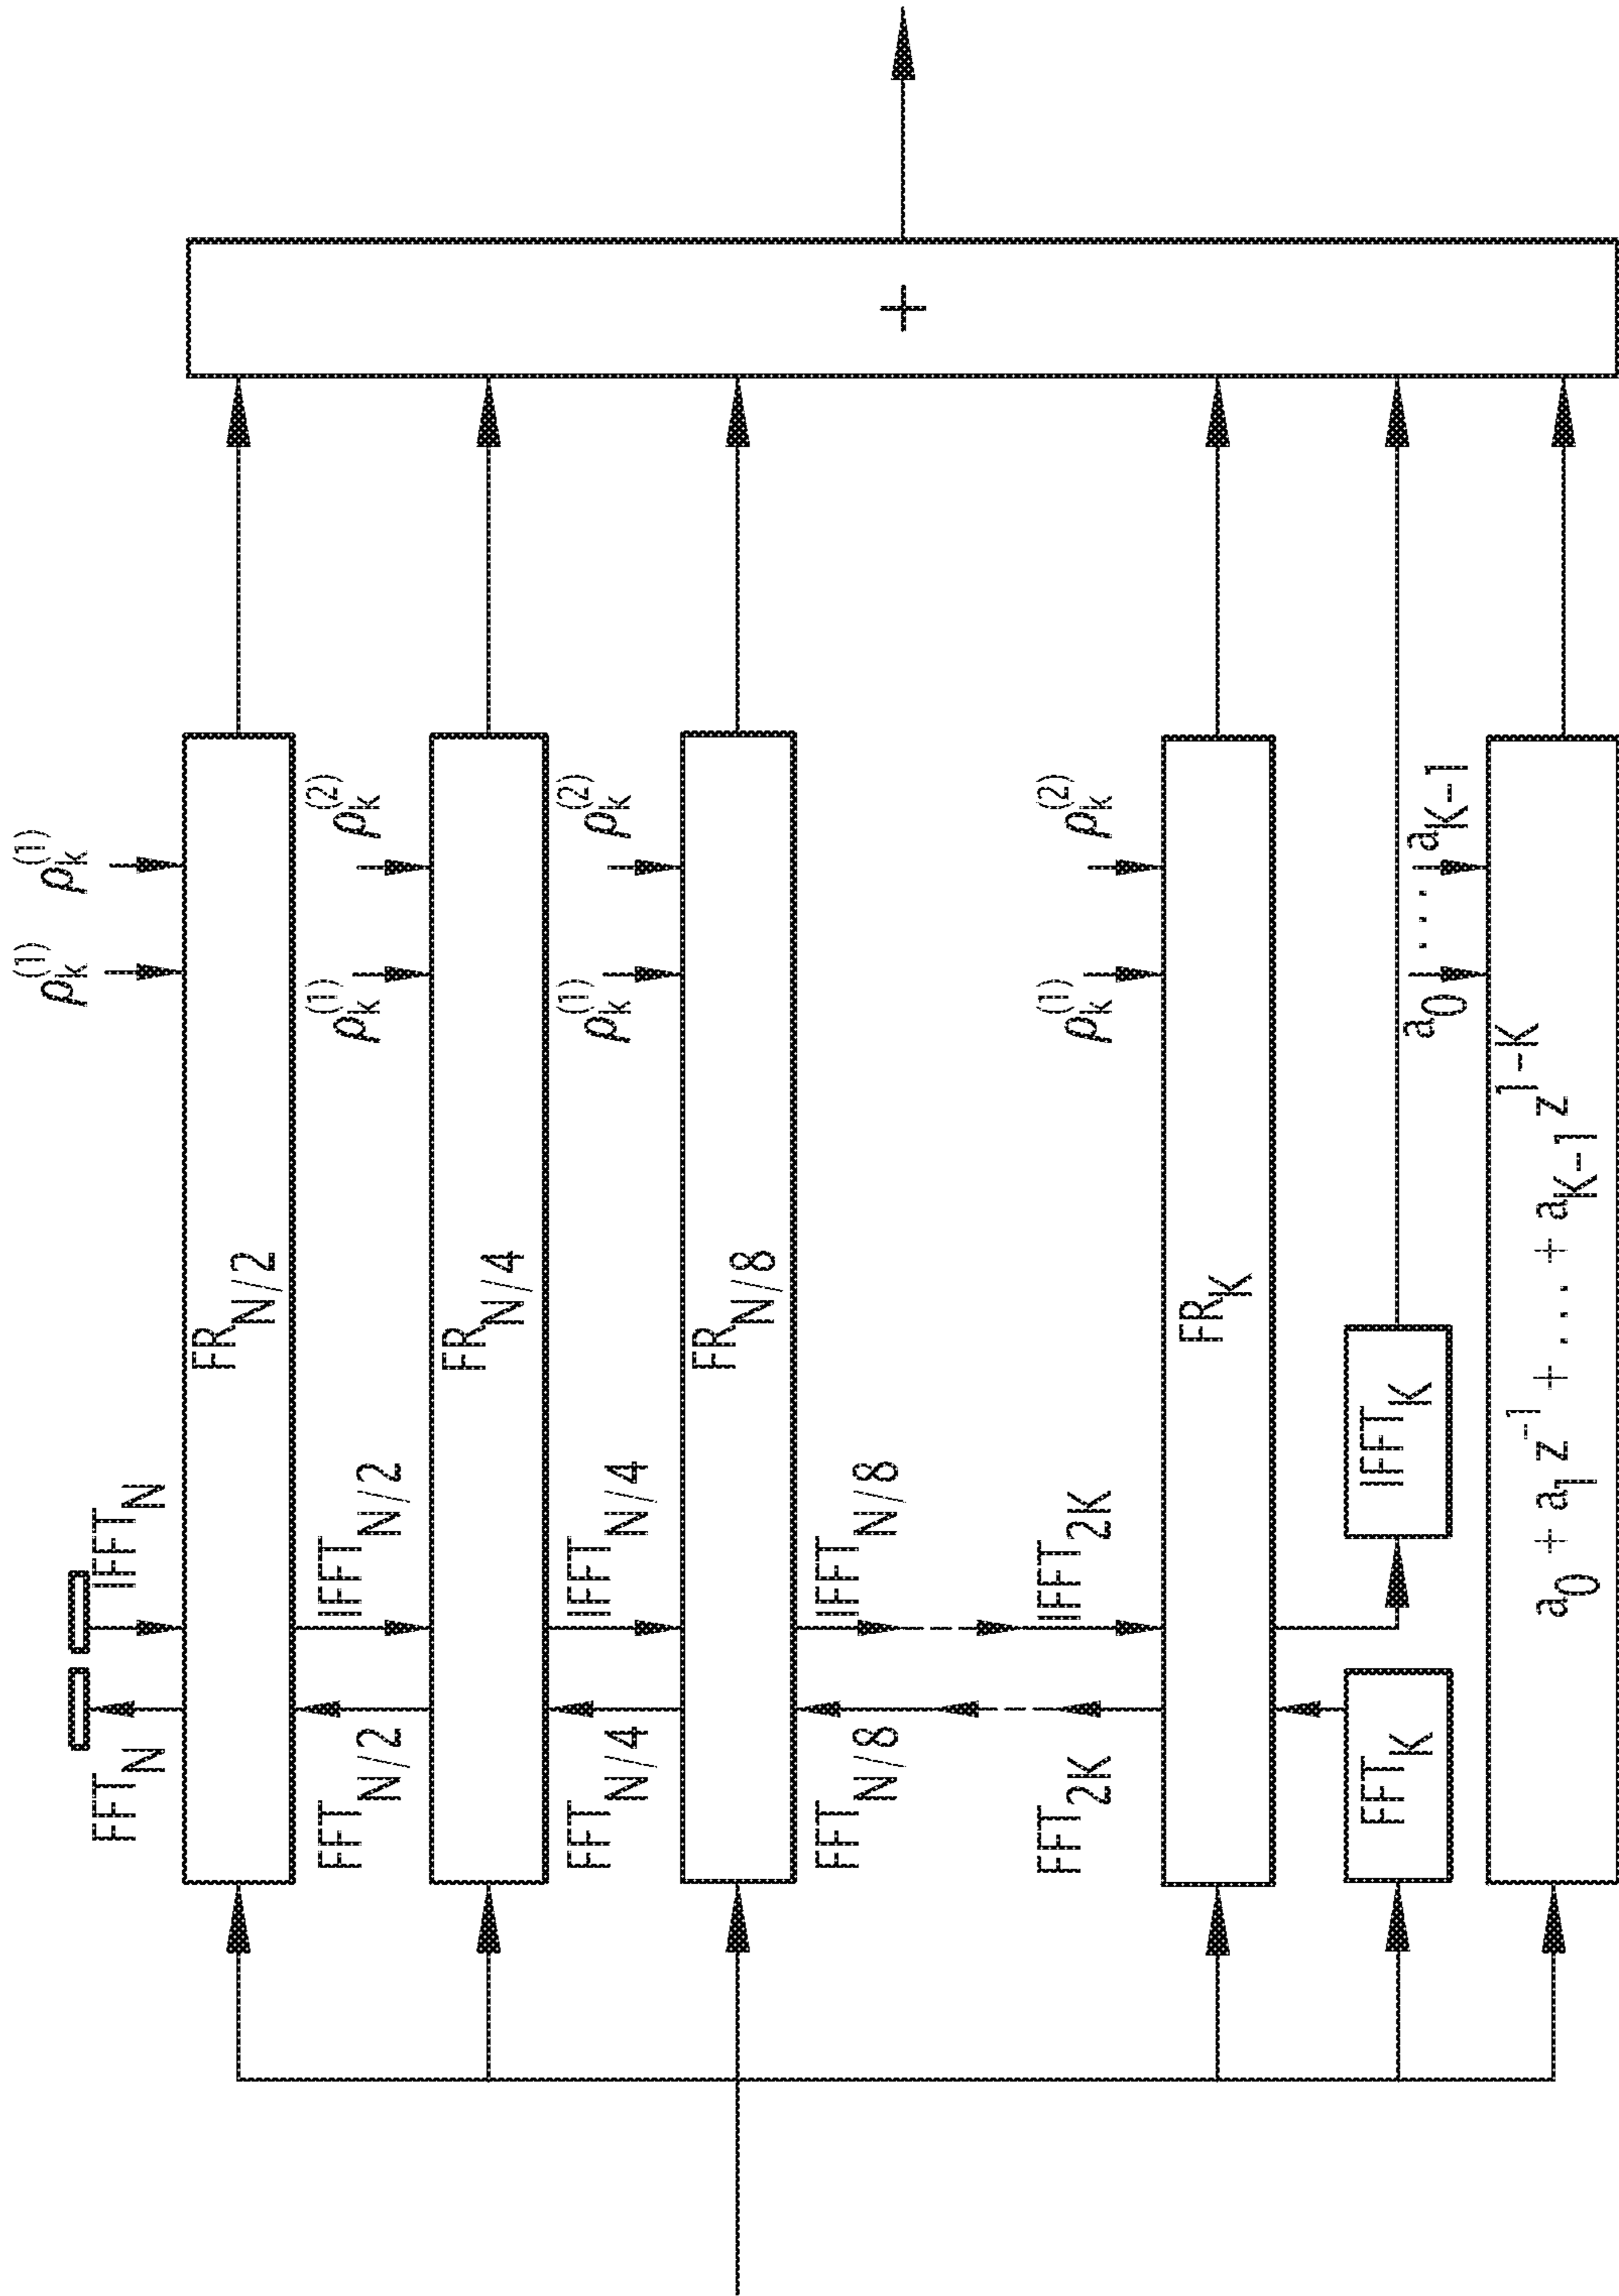 FFT_N
IFFT_N
ρ_k^(1)
ρ_k^(1)
FR_N/2
FFT_N/2
IFFT_N/2
ρ_k^(1)
ρ_k^(2)
FR_N/4
FFT_N/4
IFFT_N/4
ρ_k^(1)
ρ_k^(2)
FR_N/8
FFT_N/8
IFFT_N/8
FFT_2K
IFFT_2K
ρ_k^(1)
ρ_k^(2)
FR_K
FFT_K
IFFT_K
a_0 ... a_K-1
a_0 + a_1 z^-1 + ... + a_K-1 z^1-K
+